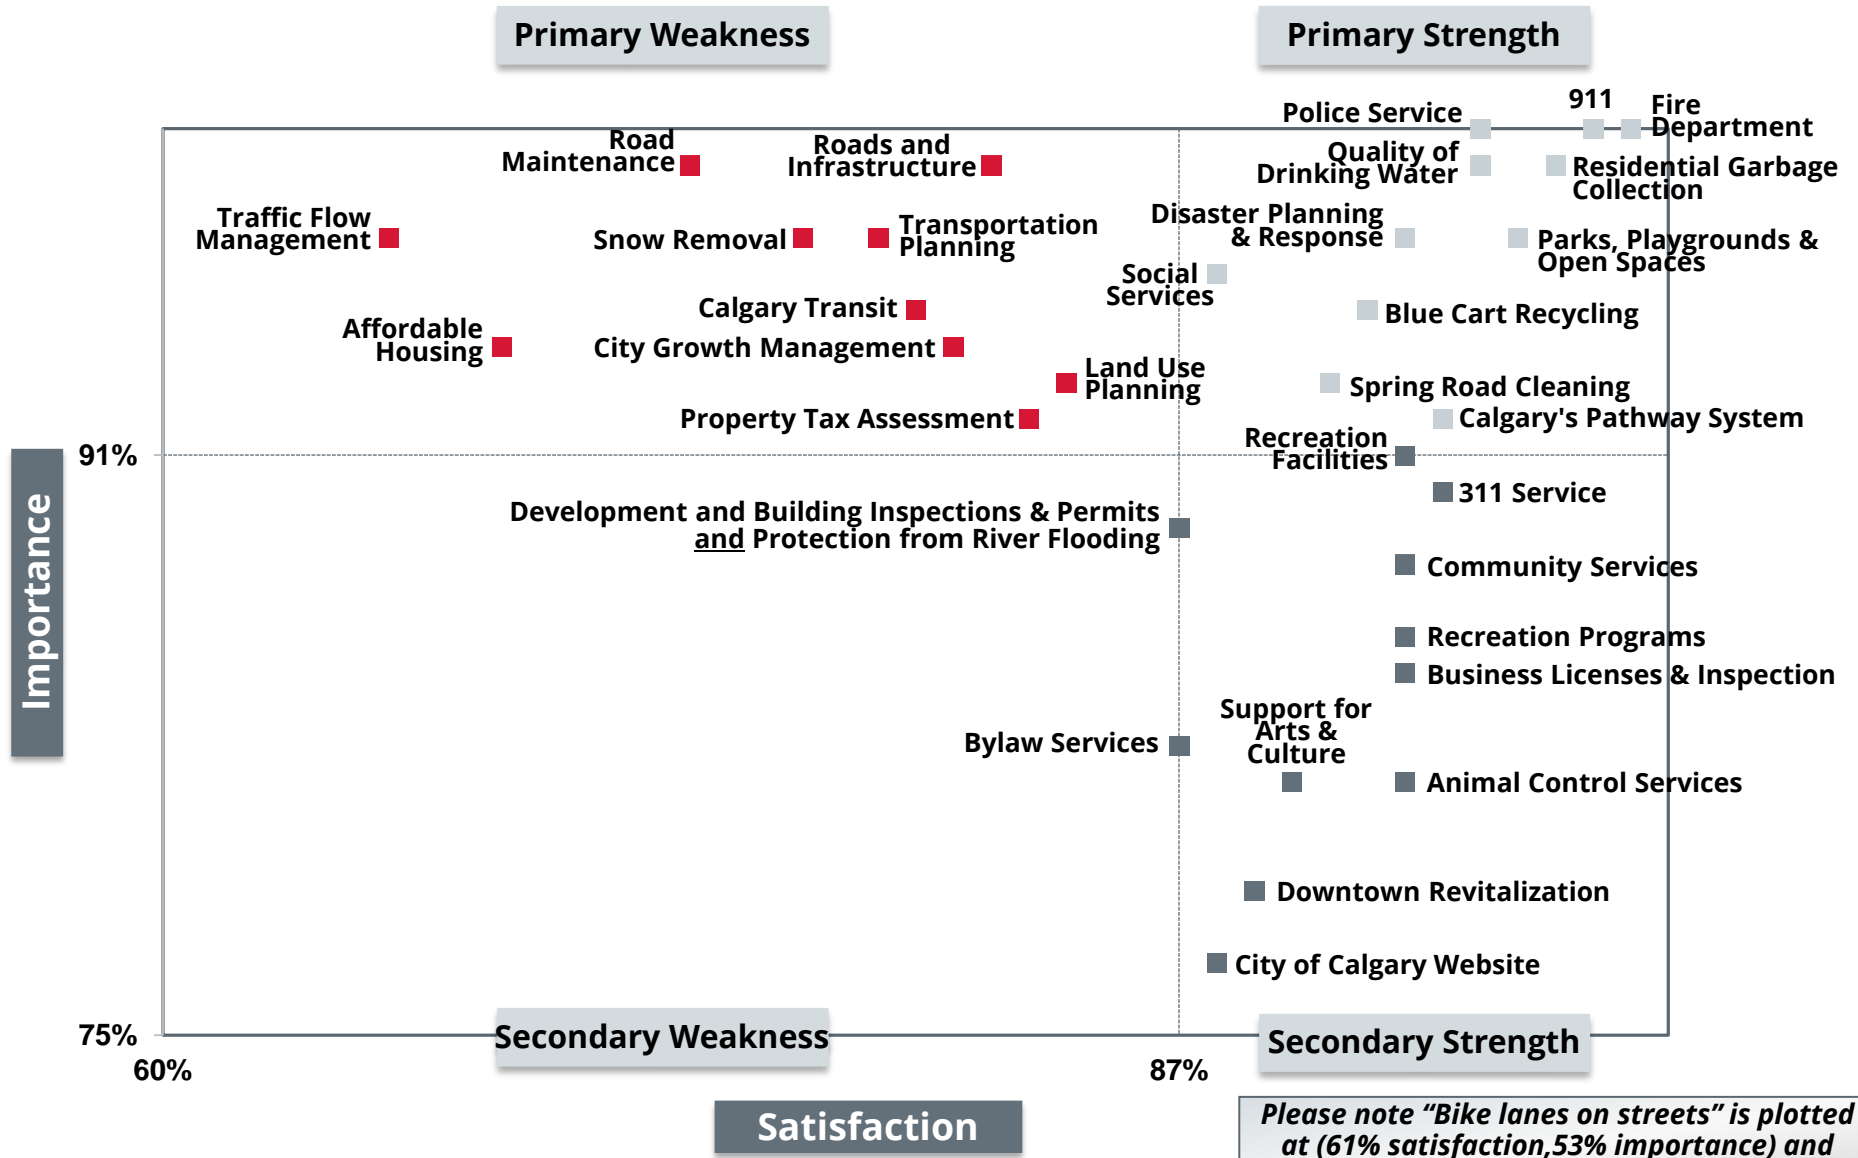 Primary Weakness
Primary Strength
911
Fire
Department
Police Service
Road
Maintenance
Roads and
Infrastructure
Quality of
Drinking Water
Residential Garbage
Collection
Traffic Flow
Management
Snow Removal
Transportation
Planning
Disaster Planning
& Response
Parks, Playgrounds &
Open Spaces
Social
Services
Calgary Transit
Blue Cart Recycling
Affordable
Housing
City Growth Management
Land Use
Planning
Spring Road Cleaning
Property Tax Assessment
Calgary's Pathway System
Recreation
Facilities
91%
311 Service
Development and Building Inspections & Permits
and Protection from River Flooding
Importance
Community Services
Recreation Programs
Business Licenses & Inspection
Support for
Arts &
Culture
Bylaw Services
Animal Control Services
Downtown Revitalization
City of Calgary Website
75%
Secondary Weakness
Secondary Strength
60%
87%
Satisfaction
Please note “Bike lanes on streets” is plotted
at (61% satisfaction,53% importance) and